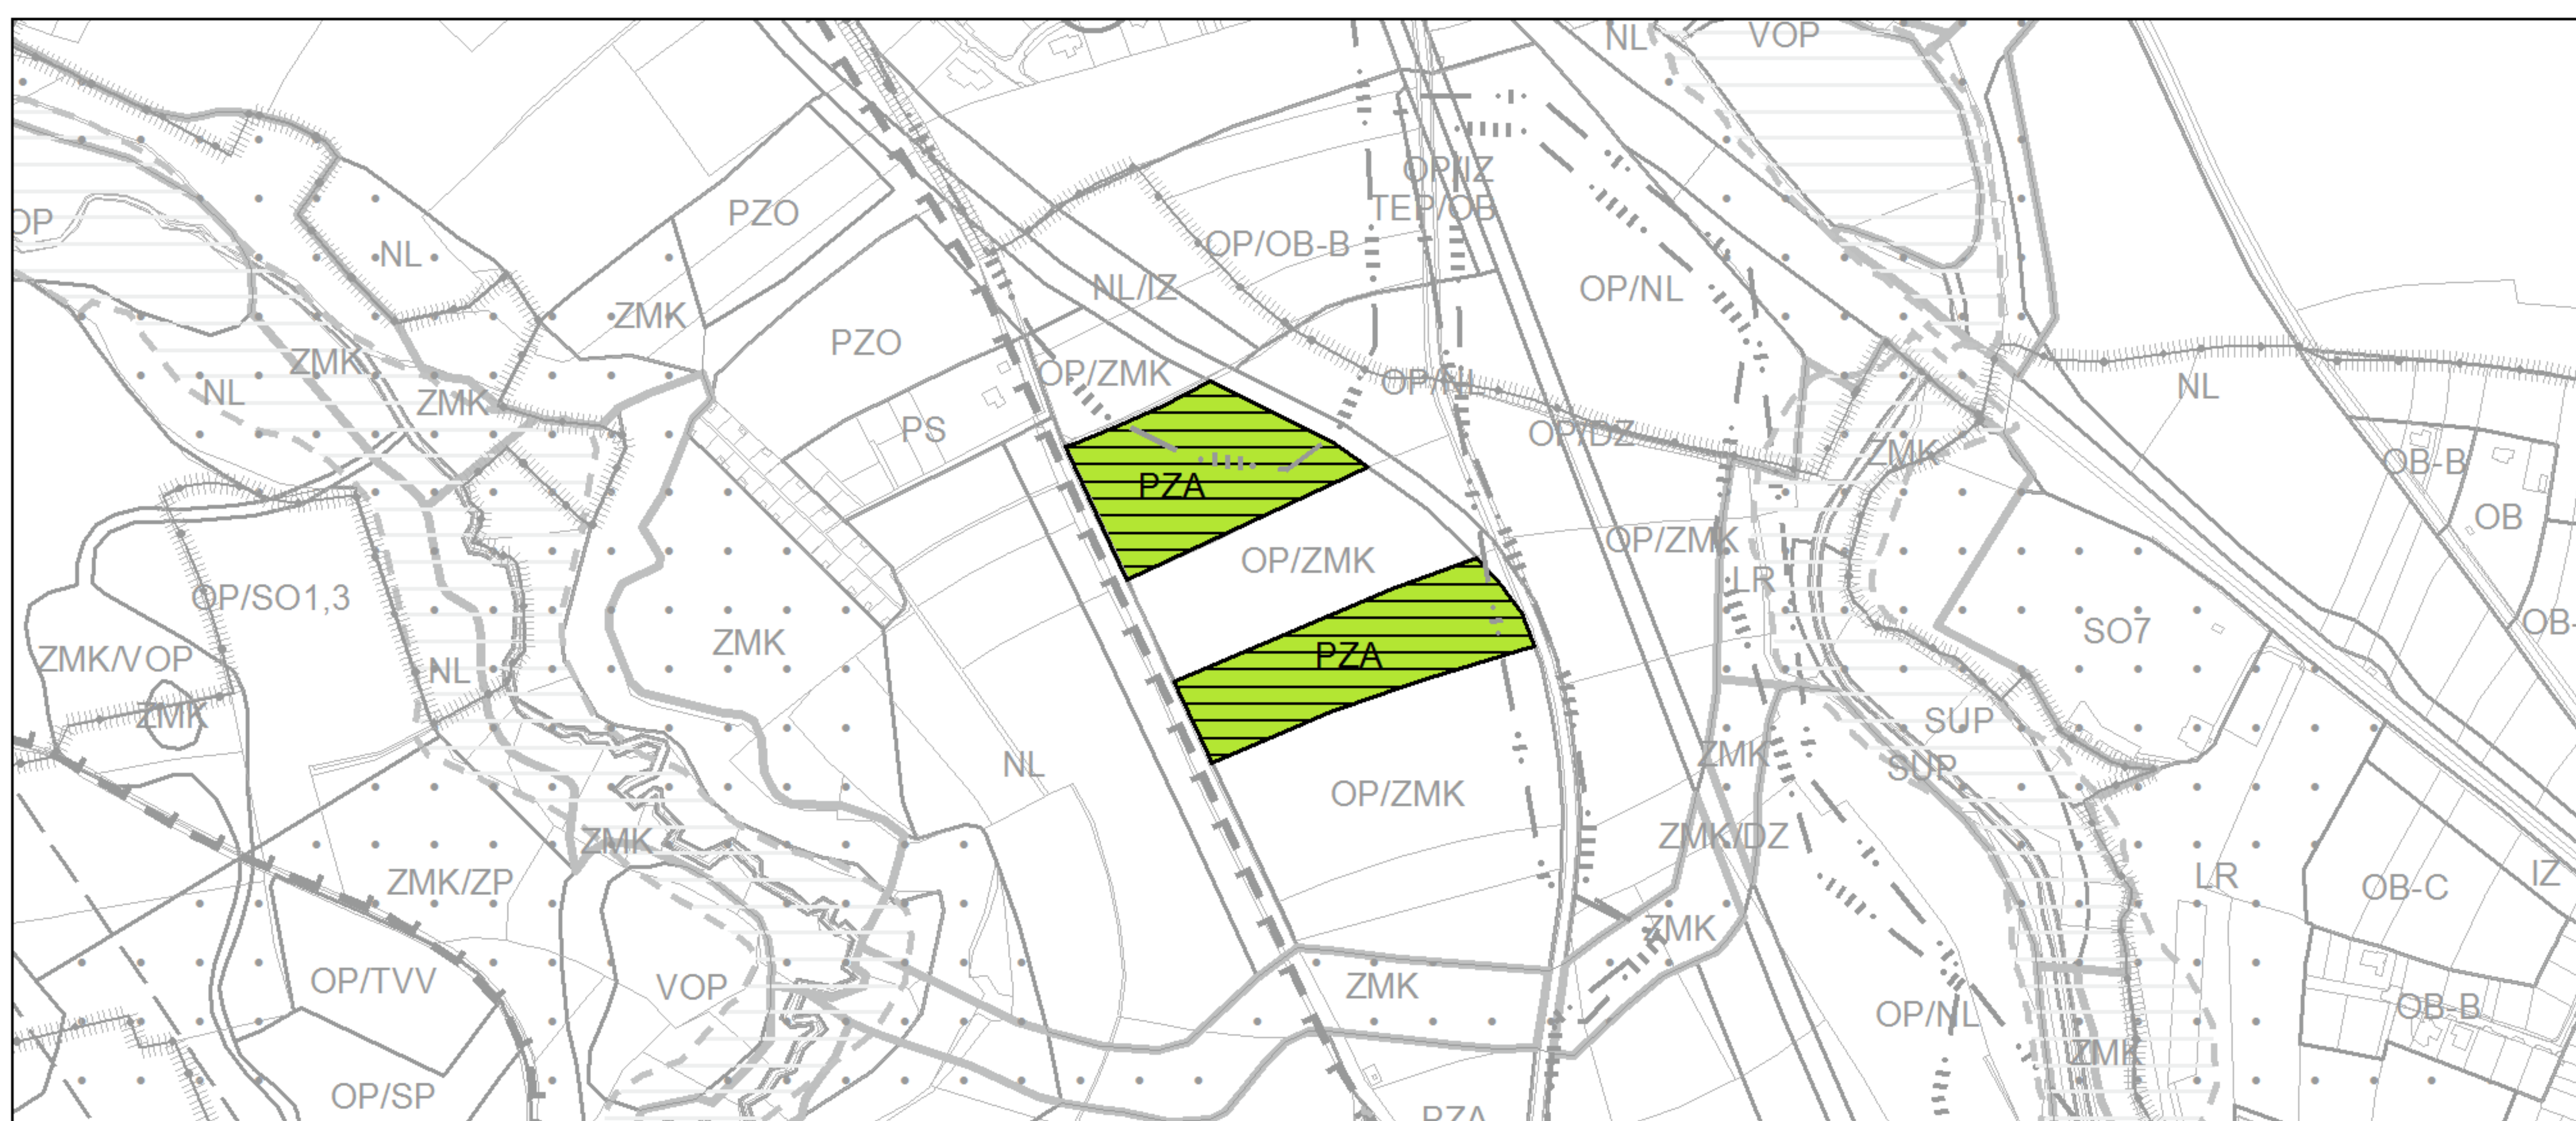 NL
VOP
OP/IZ
PZO
TEP/OB
OP
OP/OB-B
NL
NL/IZ
OP/NL
ZMK
PZO
ZMK
OP/ZMK
OP/NL
NL
NL
ZMK
PS
OP/DZ
ZMK
OB-B
PZA
OB
OP/ZMK
OP/ZMK
LR
OP/SO1,3
OB-
SO7
ZMK
PZA
ZMK/VOP
NL
ZMK
SUP
NL
ZMK
SUP
OP/ZMK
ZMK
ZMK/DZ
ZMK/ZP
LR
OB-C
IZ
ZMK
OP/TVV
VOP
ZMK
OB-B
OP/NL
ZMK
OP/SP
PZA